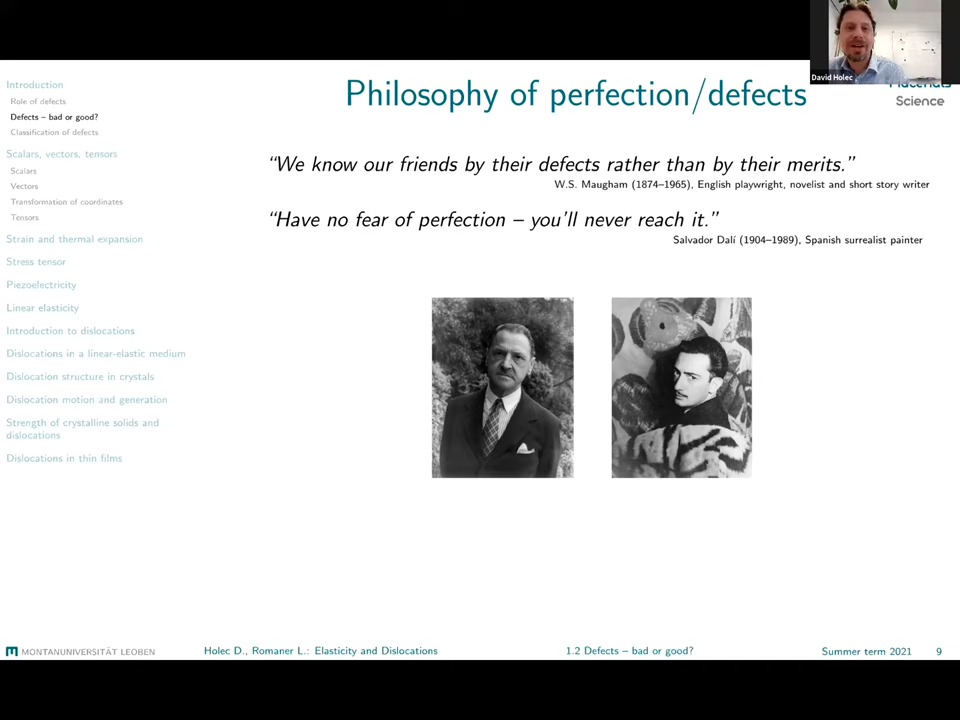 David Holec
Materials
Science
Philosophy of perfection/defects
Introduction
Role of defects
Defects – bad or good?
Classification of defects
Scalars, vectors, tensors
Scalars
Vectors
Transformation of coordinates
Tensors
Strain and thermal expansion
Stress tensor
Piezoelectricity
Linear elasticity
Introduction to dislocations
Dislocations in a linear-elastic medium
Dislocation structure in crystals
Dislocation motion and generation
Strength of crystalline solids and
dislocations
Dislocations in thin films
“We know our friends by their defects rather than by their merits.”
W.S. Maugham (1874–1965), English playwright, novelist and short story writer
“Have no fear of perfection – you’ll never reach it.”
Salvador Dalí (1904–1989), Spanish surrealist painter
MONTANUNIVERSITÄT LEOBEN
Holec D., Romaner L.: Elasticity and Dislocations
1.2 Defects – bad or good?
Summer term 2021
9